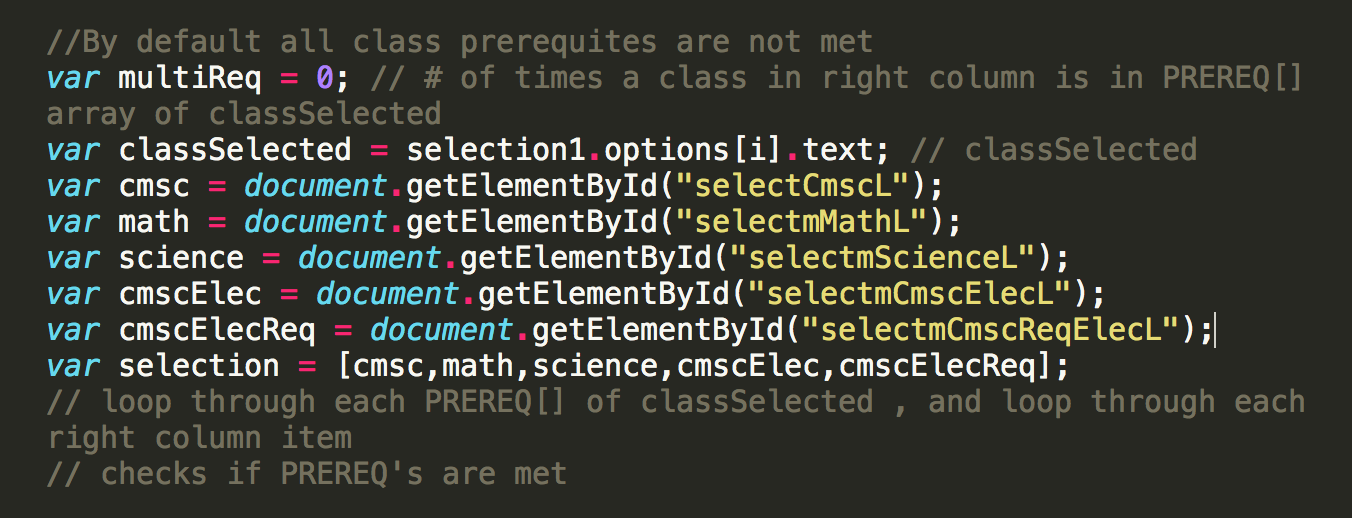 //By default all class prerequites are not met
var multiReq = 0; // # of times a class in right column is in PREREQ[]
array of classSelected
var classSelected = selection1.options[i].text; // classSelected
var cmsc = document.getElementById("selectCmscL");
var math = document.getElementById("selectmMathL");
var science = document.getElementById("selectmScienceL");
var cmscElec = document.getElementById("selectmCmscElecL");
var cmscElecReq = document.getElementById("selectmCmscReqElecL");
var selection = [cmsc,math,science,cmscElec,cmscElecReq];
// loop through each PREREQ[] of classSelected , and loop through each
right column item
// checks if PREREQ's are met